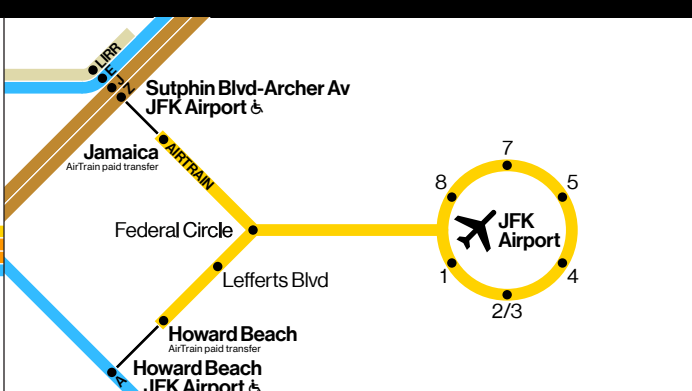 LIRR
E
J
Z
Sutphin Blvd-Archer Av
JFK Airport
Jamaica
AirTrain paid transfer
AIRTRAIN
7
8
5
Federal Circle
JFK
Airport
Lefferts Blvd
1
4
2/3
Howard Beach
AirTrain paid transfer
Howard Beach
JFK Airport
A